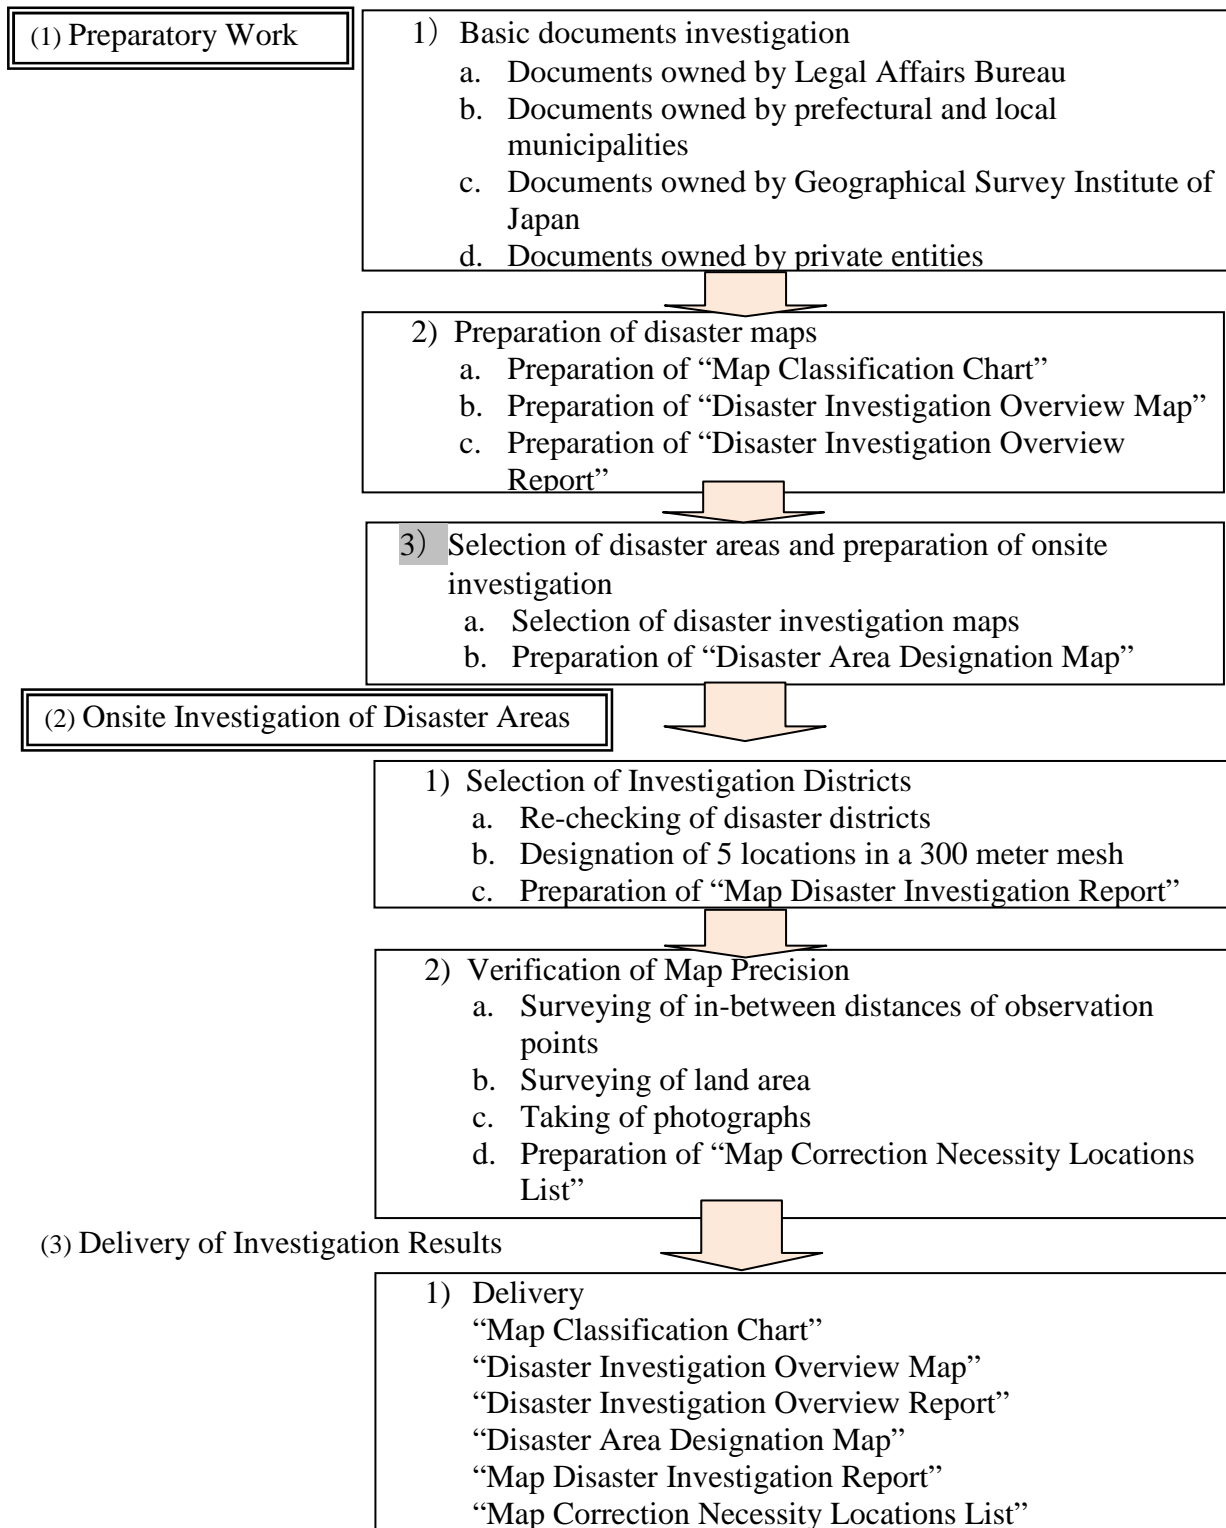 (1) Preparatory Work
1） Basic documents investigation
a. Documents owned by Legal Affairs Bureau
b. Documents owned by prefectural and local
municipalities
c. Documents owned by Geographical Survey Institute of
Japan
d. Documents owned by private entities
2) Preparation of disaster maps
a. Preparation of “Map Classification Chart”
b. Preparation of “Disaster Investigation Overview Map”
c. Preparation of “Disaster Investigation Overview
Report”
3） Selection of disaster areas and preparation of onsite
investigation
a. Selection of disaster investigation maps
b. Preparation of “Disaster Area Designation Map”
(2) Onsite Investigation of Disaster Areas
1) Selection of Investigation Districts
a. Re-checking of disaster districts
b. Designation of 5 locations in a 300 meter mesh
c. Preparation of “Map Disaster Investigation Report”
2) Verification of Map Precision
a. Surveying of in-between distances of observation
points
b. Surveying of land area
c. Taking of photographs
d. Preparation of “Map Correction Necessity Locations
List”
(3) Delivery of Investigation Results
1) Delivery
“Map Classification Chart”
“Disaster Investigation Overview Map”
“Disaster Investigation Overview Report”
“Disaster Area Designation Map”
“Map Disaster Investigation Report”
“Map Correction Necessity Locations List”